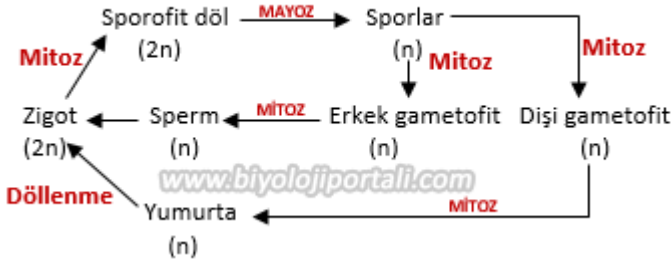 Sporofit döl MAYOZ Sporlar
(2n) (n)
Mitoz Mitoz Mitoz
Zigot Sperm MİTOZ Erkek gametofit Dişi gametofit
(2n) (n) (n) (n)
www.biyolojiportali.com
Döllenme Yumurta MİTOZ
(n)